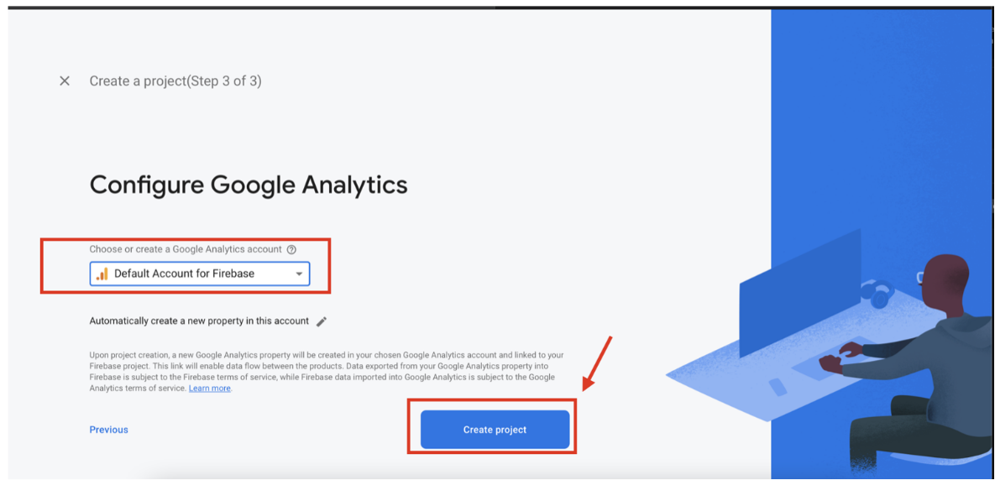 Create a project(Step 3 of 3)
Configure Google Analytics
Choose or create a Google Analytics account
Default Account for Firebase
Automatically create a new property in this account
Upon project creation, a new Google Analytics property will be created in your chosen Google Analytics account and linked to your
Firebase project. This link will enable data flow between the products. Data exported from your Google Analytics property into
Firebase is subject to the Firebase terms of service, while Firebase data imported into Google Analytics is subject to the Google
Analytics terms of service. Learn more.
Previous
Create project